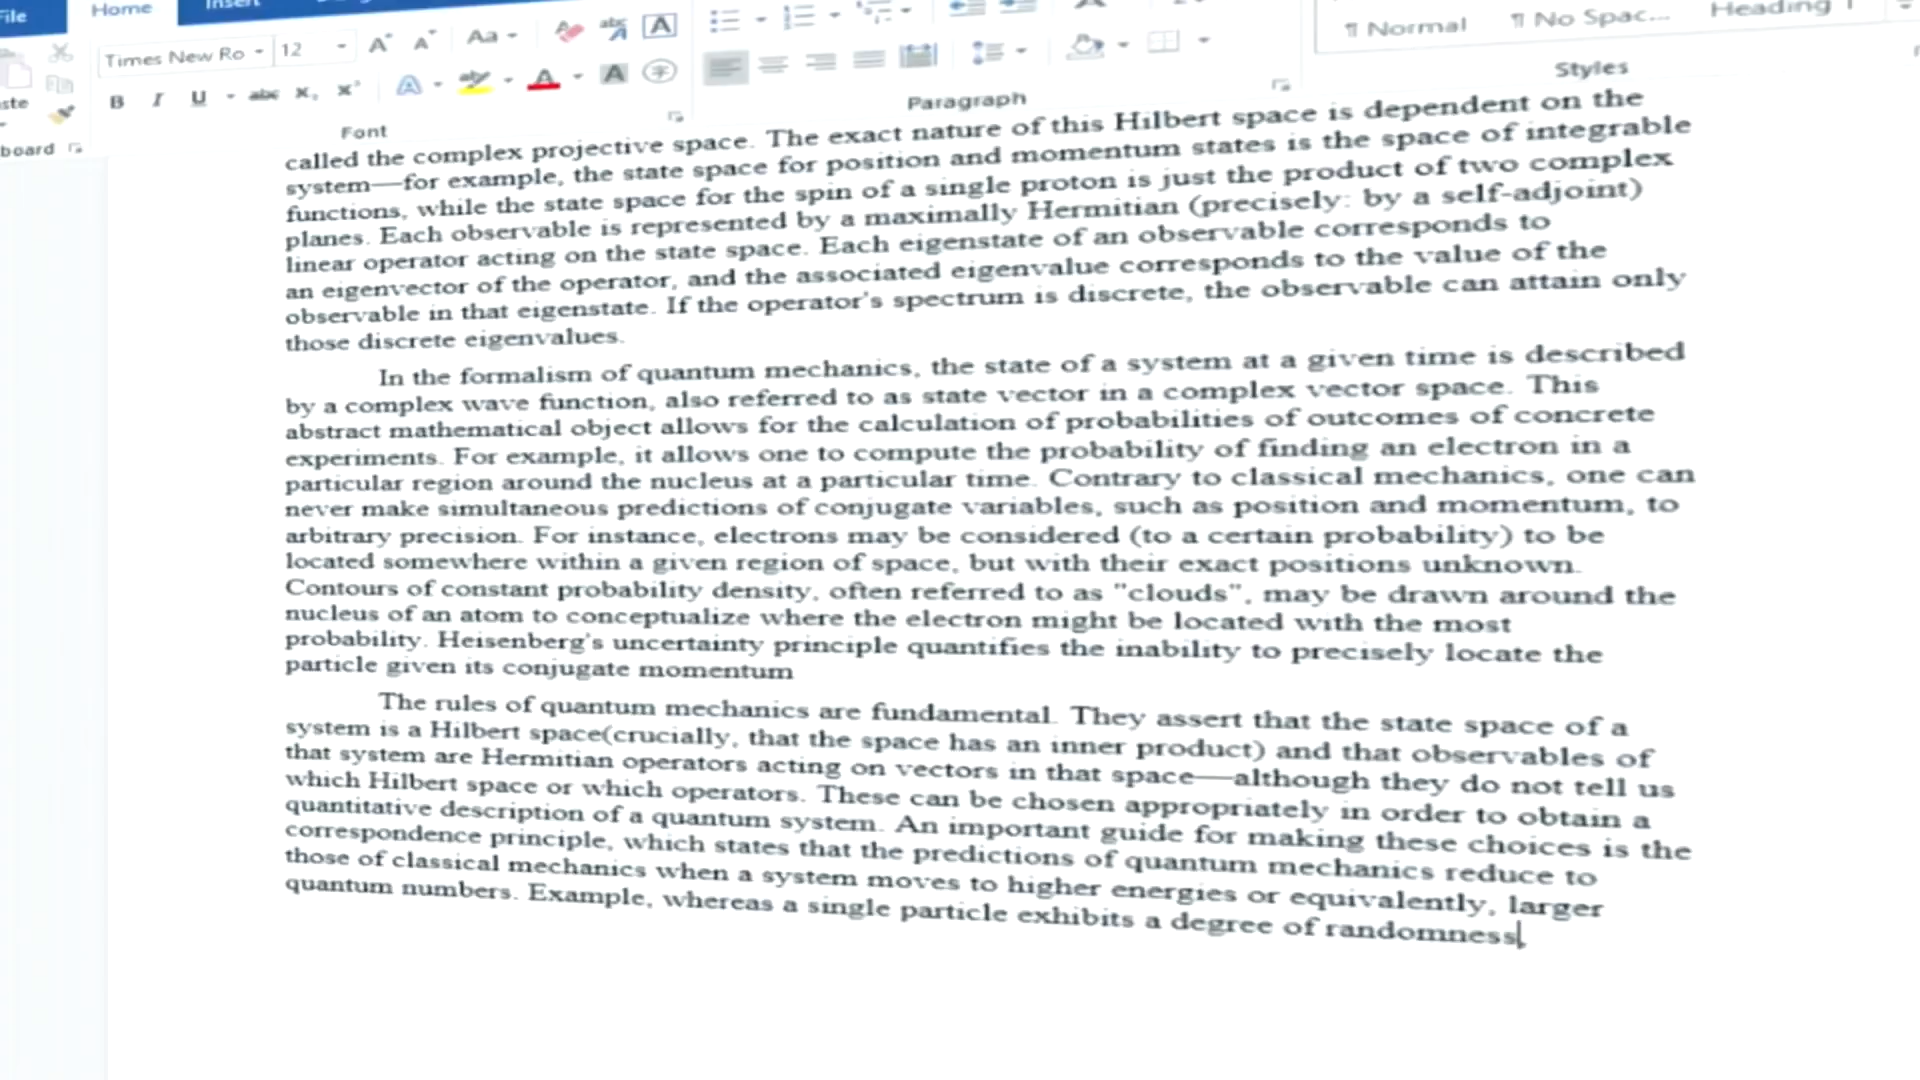 File
Home
Insert
Times New Ro
12
Aa
abc
A
B I U abc X, X
A
¶ Normal
¶ No Spac...
Heading 1
board
Font
Paragraph
Styles
called the complex projective space. The exact nature of this Hilbert space is dependent on the
system—for example, the state space for position and momentum states is the space of integrable
functions, while the state space for the spin of a single proton is just the product of two complex
planes. Each observable is represented by a maximally Hermitian (precisely: by a self-adjoint)
linear operator acting on the state space. Each eigenstate of an observable corresponds to
an eigenvector of the operator, and the associated eigenvalue corresponds to the value of the
observable in that eigenstate. If the operator's spectrum is discrete, the observable can attain only
those discrete eigenvalues.
In the formalism of quantum mechanics, the state of a system at a given time is described
by a complex wave function, also referred to as state vector in a complex vector space. This
abstract mathematical object allows for the calculation of probabilities of outcomes of concrete
experiments. For example, it allows one to compute the probability of finding an electron in a
particular region around the nucleus at a particular time. Contrary to classical mechanics, one can
never make simultaneous predictions of conjugate variables, such as position and momentum, to
arbitrary precision. For instance, electrons may be considered (to a certain probability) to be
located somewhere within a given region of space, but with their exact positions unknown.
Contours of constant probability density, often referred to as "clouds", may be drawn around the
nucleus of an atom to conceptualize where the electron might be located with the most
probability. Heisenberg's uncertainty principle quantifies the inability to precisely locate the
particle given its conjugate momentum
The rules of quantum mechanics are fundamental. They assert that the state space of a
system is a Hilbert space(crucially, that the space has an inner product) and that observables of
that system are Hermitian operators acting on vectors in that space—although they do not tell us
which Hilbert space or which operators. These can be chosen appropriately in order to obtain a
quantitative description of a quantum system. An important guide for making these choices is the
correspondence principle, which states that the predictions of quantum mechanics reduce to
those of classical mechanics when a system moves to higher energies or equivalently, larger
quantum numbers. Example, whereas a single particle exhibits a degree of randomness,